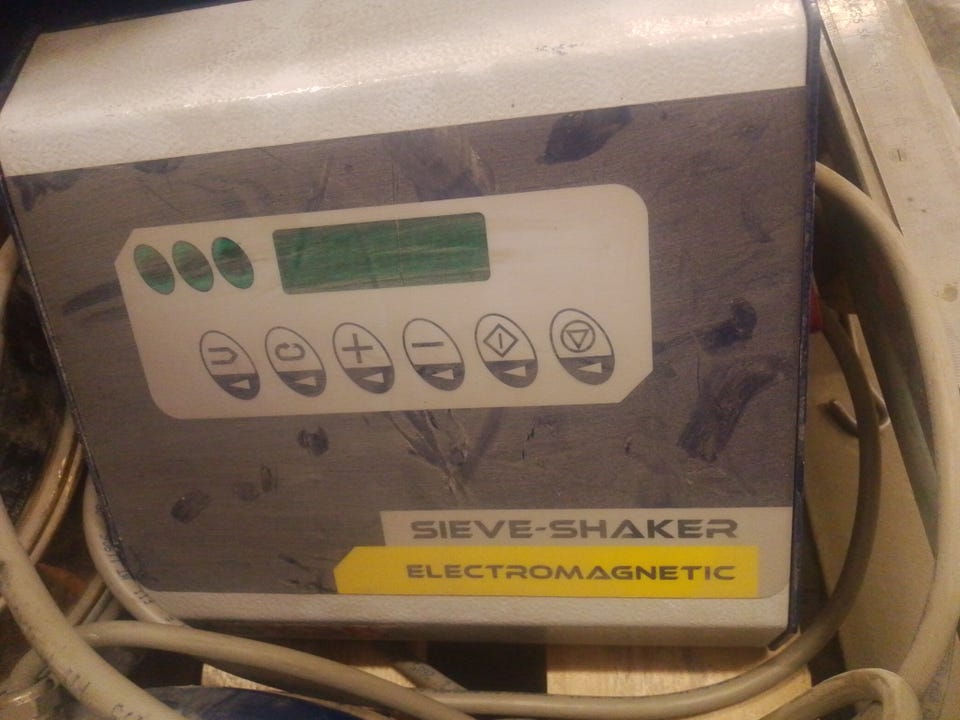 U C + −
SIEVE-SHAKER
ELECTROMAGNETIC